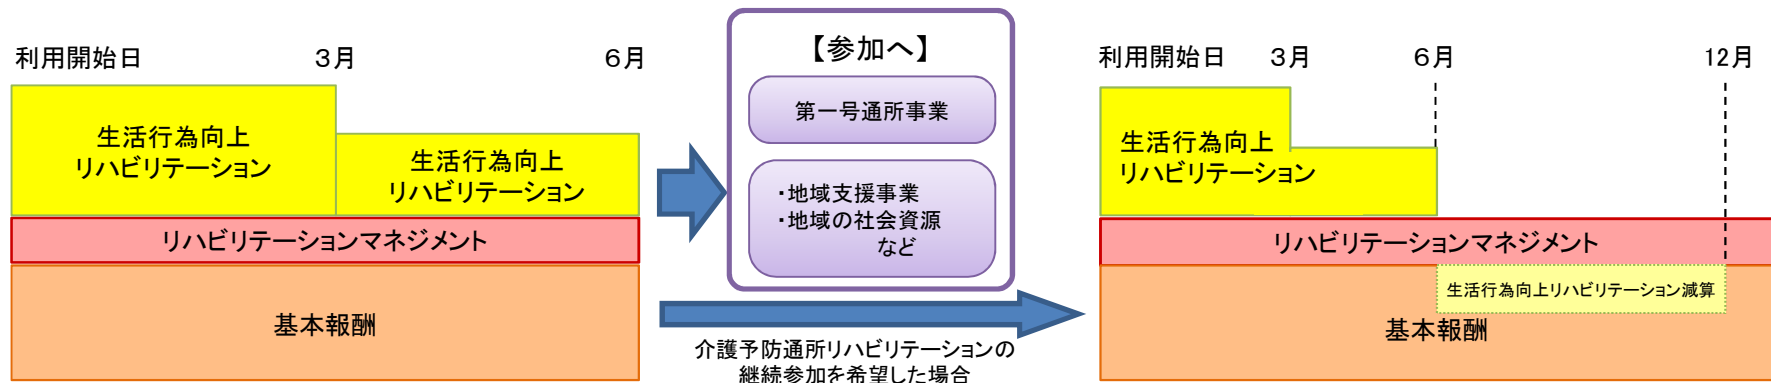 利用開始日
3月
6月
生活行為向上
リハビリテーション
生活行為向上
リハビリテーション
リハビリテーションマネジメント
基本報酬
【参加へ】
第一号通所事業
・地域支援事業
・地域の社会資源
など
介護予防通所リハビリテーションの
継続参加を希望した場合
利用開始日
3月
6月
12月
生活行為向上
リハビリテーション
リハビリテーションマネジメント
生活行為向上リハビリテーション減算
基本報酬